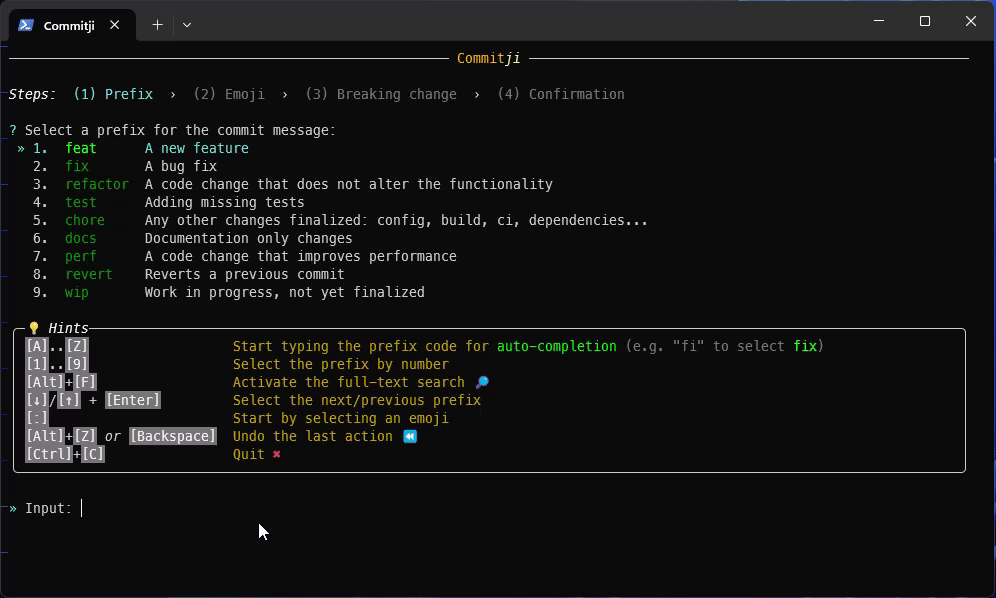 Commitji
Commitji
Steps: (1) Prefix › (2) Emoji › (3) Breaking change › (4) Confirmation
? Select a prefix for the commit message:
» 1. feat A new feature
2. fix A bug fix
3. refactor A code change that does not alter the functionality
4. test Adding missing tests
5. chore Any other changes finalized: config, build, ci, dependencies...
6. docs Documentation only changes
7. perf A code change that improves performance
8. revert Reverts a previous commit
9. wip Work in progress, not yet finalized
💡 Hints
[A]..[Z] Start typing the prefix code for auto-completion (e.g. "fi" to select fix)
[1]..[9] Select the prefix by number
[Alt]+[F] Activate the full-text search 🔎
[↓]/[↑] + [Enter] Select the next/previous prefix
[:] Start by selecting an emoji
[Alt]+[Z] or [Backspace] Undo the last action ⏪
[Ctrl]+[C] Quit ✖
» Input: